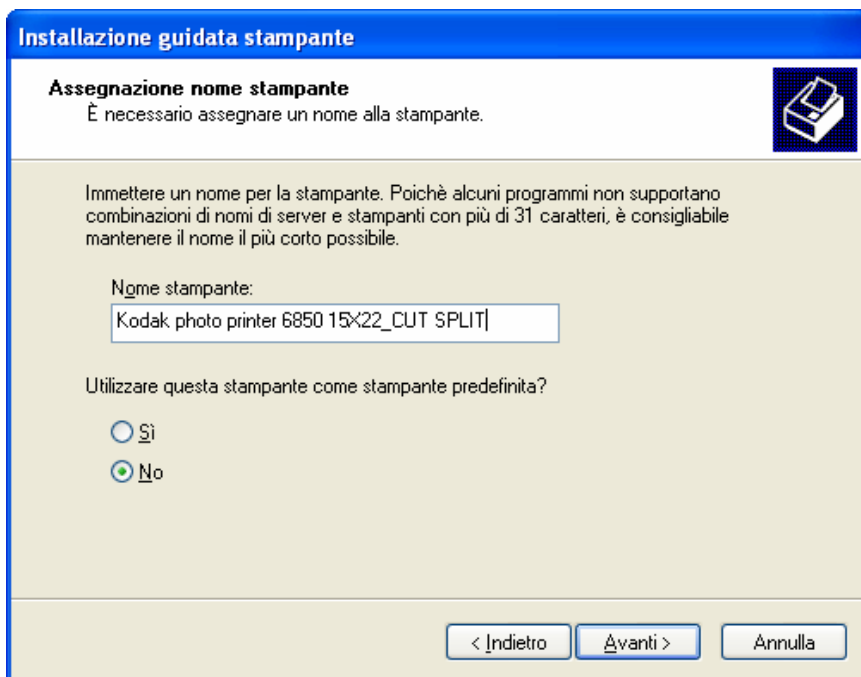 Installazione guidata stampante
Assegnazione nome stampante
È necessario assegnare un nome alla stampante.
Immettere un nome per la stampante. Poichè alcuni programmi non supportano
combinazioni di nomi di server e stampanti con più di 31 caratteri, è consigliabile
mantenere il nome il più corto possibile.
Nome stampante:
Kodak photo printer 6850 15X22_CUT SPLIT
Utilizzare questa stampante come stampante predefinita?
Sì
No
< Indietro
Avanti >
Annulla